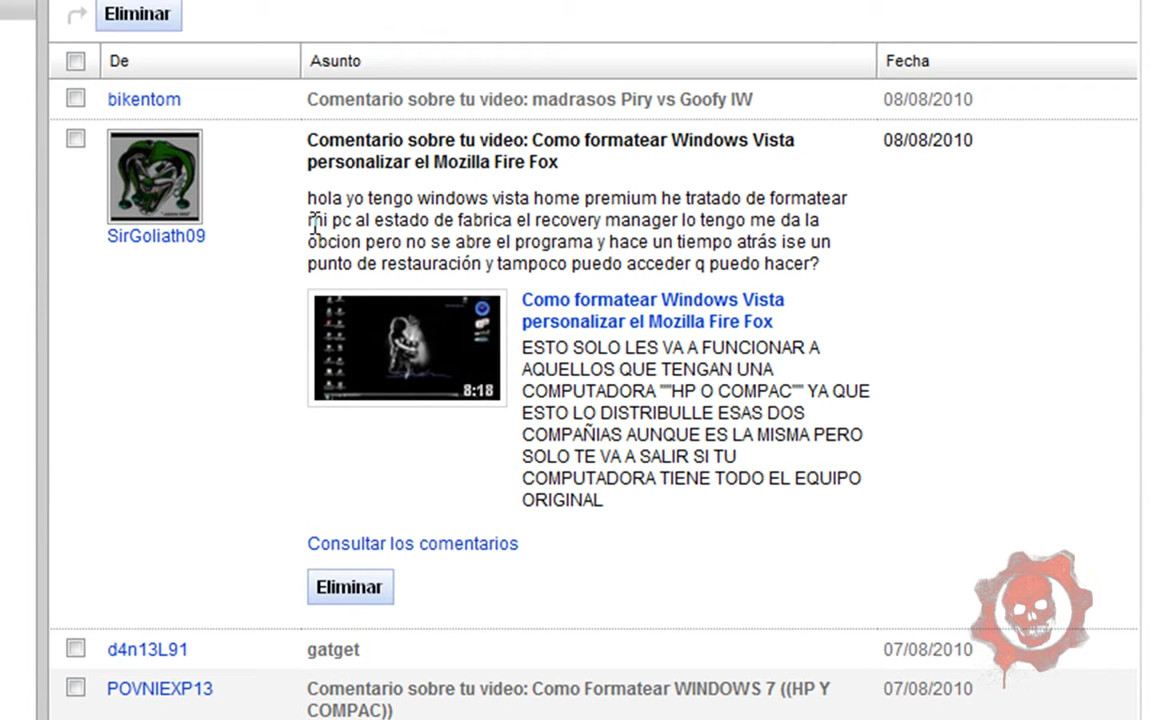 Eliminar
De Asunto Fecha
bikentom Comentario sobre tu video: madrasos Piry vs Goofy IW 08/08/2010
Comentario sobre tu video: Como formatear Windows Vista 08/08/2010
personalizar el Mozilla Fire Fox
hola yo tengo windows vista home premium he tratado de formatear
mi pc al estado de fabrica el recovery manager lo tengo me da la
SirGoliath09
obcion pero no se abre el programa y hace un tiempo atrás ise un
punto de restauración y tampoco puedo acceder q puedo hacer?
Como formatear Windows Vista
personalizar el Mozilla Fire Fox
ESTO SOLO LES VA A FUNCIONAR A
AQUELLOS QUE TENGAN UNA
COMPUTADORA ""HP O COMPAC"" YA QUE
ESTO LO DISTRIBULLE ESAS DOS
COMPAÑIAS AUNQUE ES LA MISMA PERO
SOLO TE VA A SALIR SI TU
COMPUTADORA TIENE TODO EL EQUIPO
ORIGINAL
8:18
Consultar los comentarios
Eliminar
d4n13L91 gatget 07/08/2010
POVNIEXP13 Comentario sobre tu video: Como Formatear WINDOWS 7 ((HP Y 07/08/2010
COMPAC))